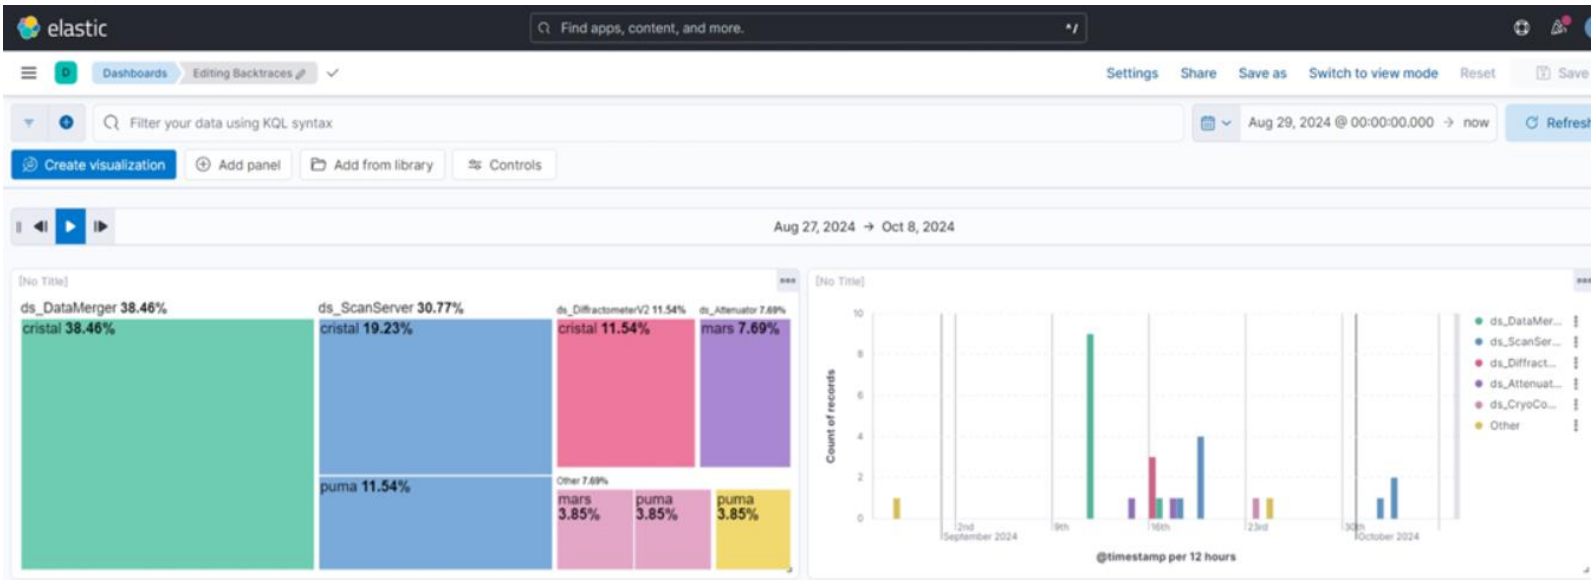 elastic
Find apps, content, and more.
^/
D
Dashboards
Editing Backtraces
Settings
Share
Save as
Switch to view mode
Reset
Save
Filter your data using KQL syntax
Aug 29, 2024 @ 00:00:00.000 → now
Refresh
Create visualization
Add panel
Add from library
Controls
Aug 27, 2024 → Oct 8, 2024
[No Title]
ds_DataMerger 38.46%
cristal 38.46%
ds_ScanServer 30.77%
cristal 19.23%
puma 11.54%
ds_DiffractometerV2 11.54%
cristal 11.54%
ds_Attenuator 7.69%
mars 7.69%
Other 7.69%
mars
3.85%
puma
3.85%
puma
3.85%
[No Title]
Count of records
10
8
6
4
2
0
2nd
September 2024
9th
16th
23rd
30th
October 2024
@timestamp per 12 hours
ds_DataMer...
ds_ScanSer...
ds_Diffract...
ds_Attenuat...
ds_CryoCo...
Other